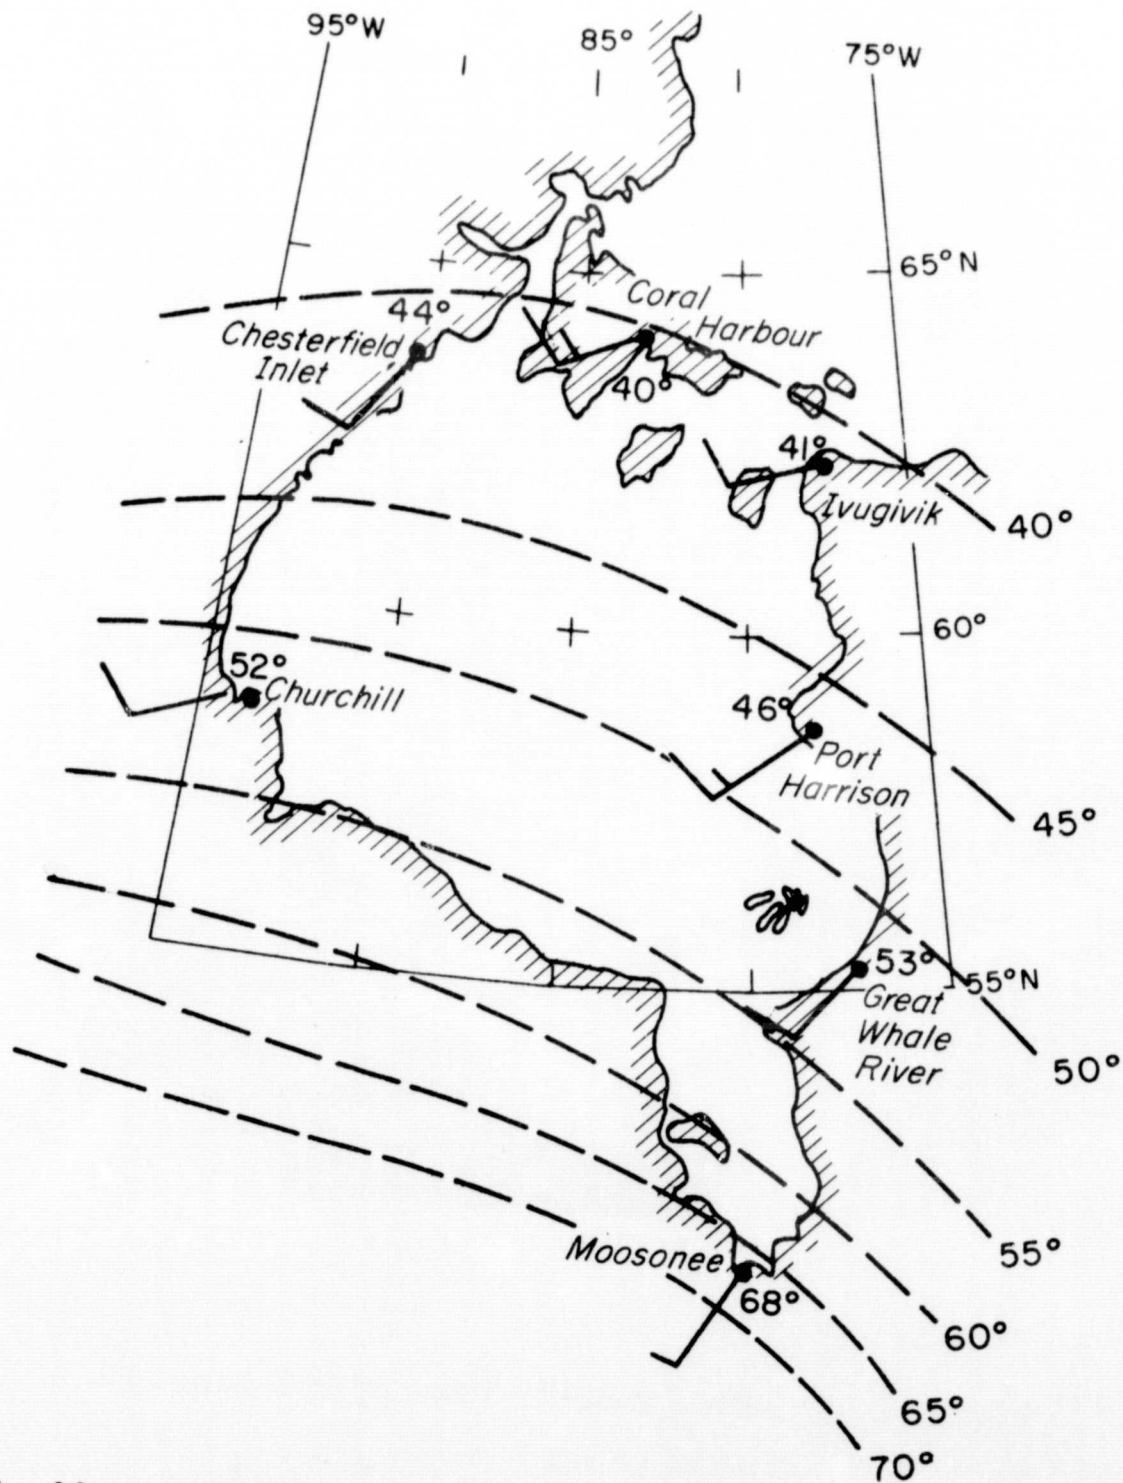 95°W
85°
75°W
65°N
Coral
Harbour
40°
44°
Chesterfield
Inlet
41°
Ivugivik
40°
60°
52°
Churchill
46°
Port
Harrison
45°
53°
55°N
Great
Whale
River
50°
55°
Moosonee
68°
60°
65°
70°